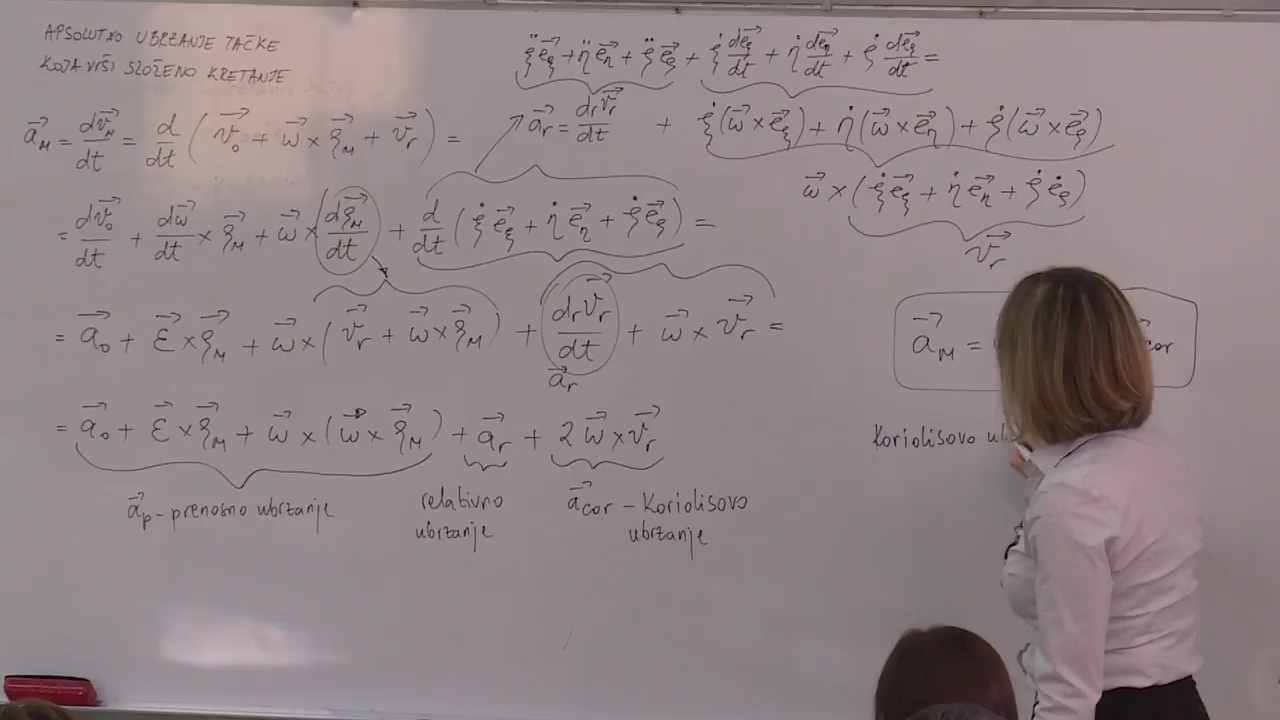 APSOLUTNO UBRZANJE TAČKE
KOJA VRŠI SLOŽENO KRETANJE
a⃗_M = dv⃗_M/dt = d/dt ( v⃗_o + ω⃗ × ρ⃗_M + v⃗_r ) =
= dv⃗_o/dt + dω⃗/dt × ρ⃗_M + ω⃗ × (dρ⃗_M/dt) + d/dt ( ξ̇ e⃗_ξ + η̇ e⃗_η + ζ̇ e⃗_ζ ) =
= a⃗_o + ε⃗ × ρ⃗_M + ω⃗ × ( v⃗_r + ω⃗ × ρ⃗_M ) + d_r v⃗_r/dt + ω⃗ × v⃗_r =
a⃗_r
= a⃗_o + ε⃗ × ρ⃗_M + ω⃗ × ( ω⃗ × ρ⃗_M ) + a⃗_r + 2 ω⃗ × v⃗_r
a⃗_p - prenosno ubrzanje
relativno
ubrzanje
a⃗_cor - Koriolisovo
ubrzanje
ξ̈ e⃗_ξ + η̈ e⃗_η + ζ̈ e⃗_ζ + ξ̇ de⃗_ξ/dt + η̇ de⃗_η/dt + ζ̇ de⃗_ζ/dt =
a⃗_r = d_r v⃗_r/dt + ξ̇ ( ω⃗ × e⃗_ξ ) + η̇ ( ω⃗ × e⃗_η ) + ζ̇ ( ω⃗ × e⃗_ζ )
ω⃗ × ( ξ̇ e⃗_ξ + η̇ e⃗_η + ζ̇ e⃗_ζ )
v⃗_r
a⃗_M = cor
Koriolisovo